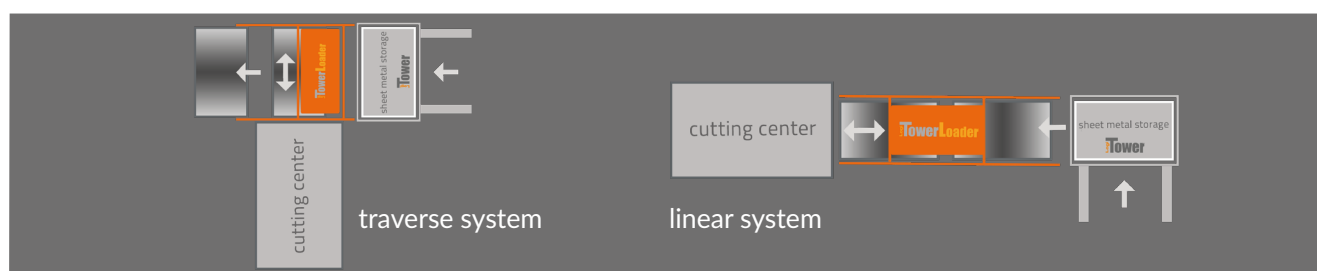 TowerLoader
sheet metal storage
Tower
cutting center
traverse system
cutting center
TowerLoader
sheet metal storage
Tower
linear system